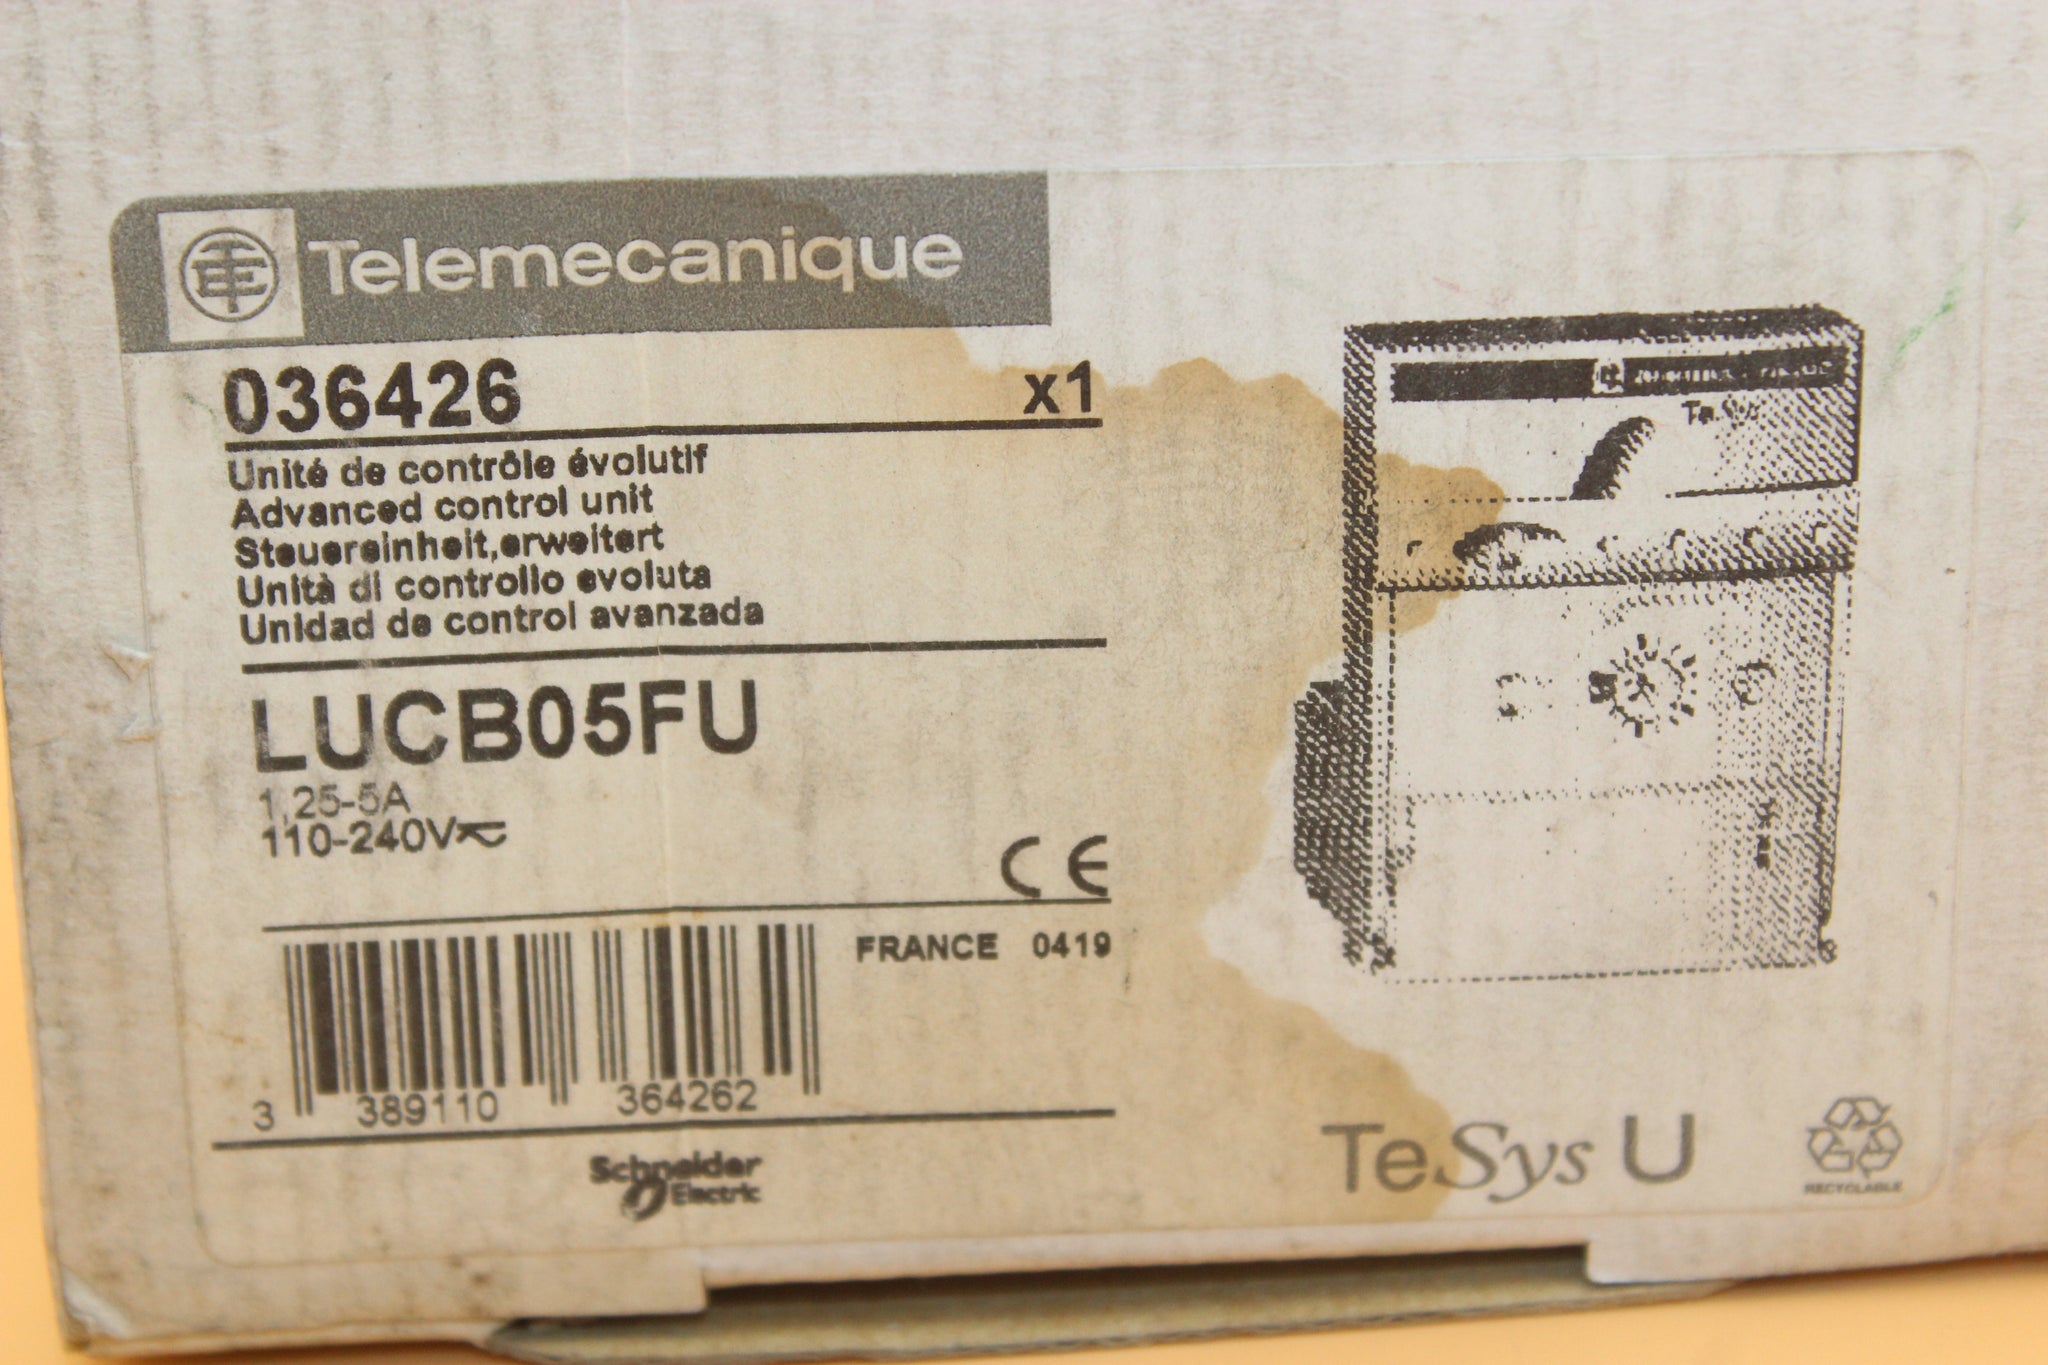 Telemecanique
036426 x1
Unité de contrôle évolutif
Advanced control unit
Steuereinheit,erweitert
Unità di controllo evoluta
Unidad de control avanzada
LUCB05FU
1,25-5A
110-240V
CE
FRANCE 0419
3 389110 364262
Schneider
Electric
TeSys
TeSys U
RECYCLABLE